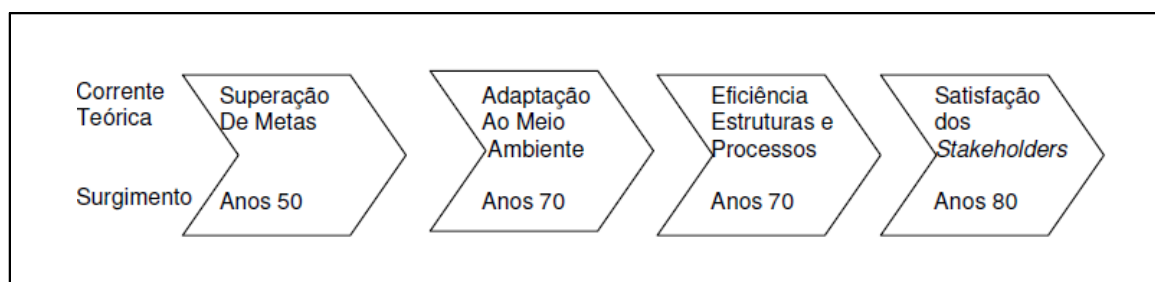 Corrente
Teórica
Superação
De Metas
Adaptação
Ao Meio
Ambiente
Eficiência
Estruturas e
Processos
Satisfação
dos
Stakeholders
Surgimento
Anos 50
Anos 70
Anos 70
Anos 80